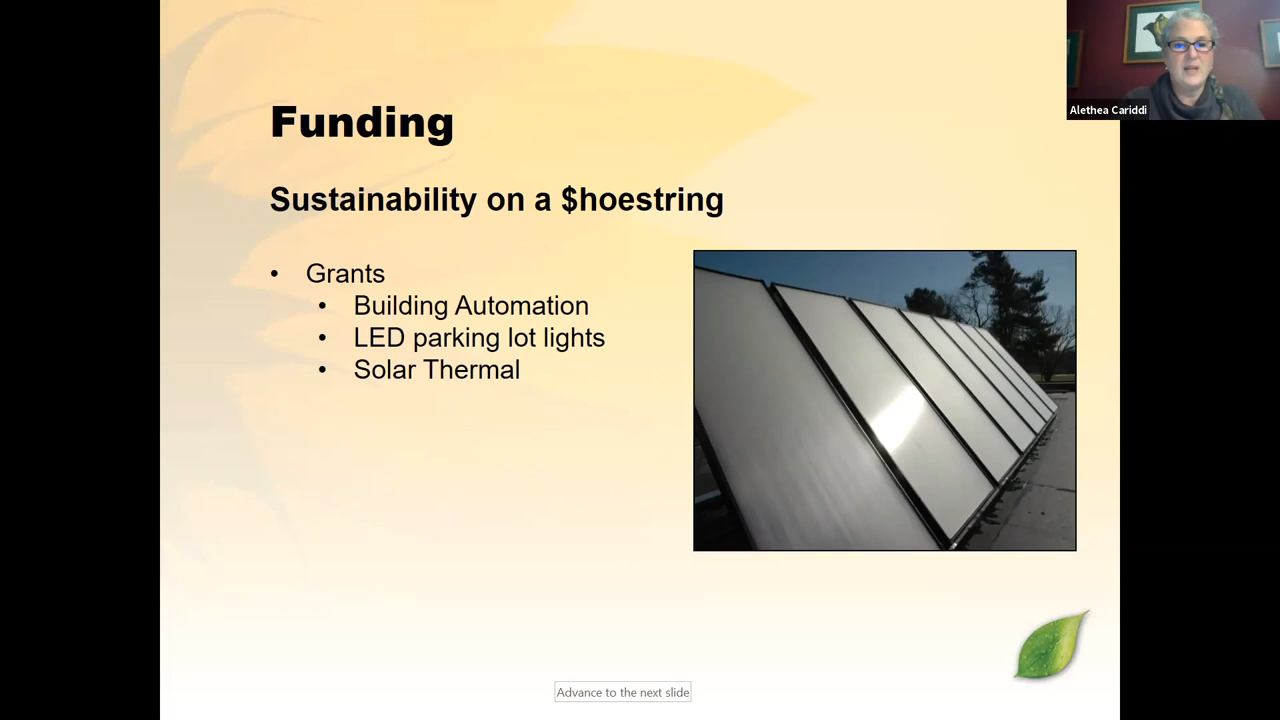 Funding
Sustainability on a $hoestring
• Grants
• Building Automation
• LED parking lot lights
• Solar Thermal
Alethea Cariddi
Advance to the next slide